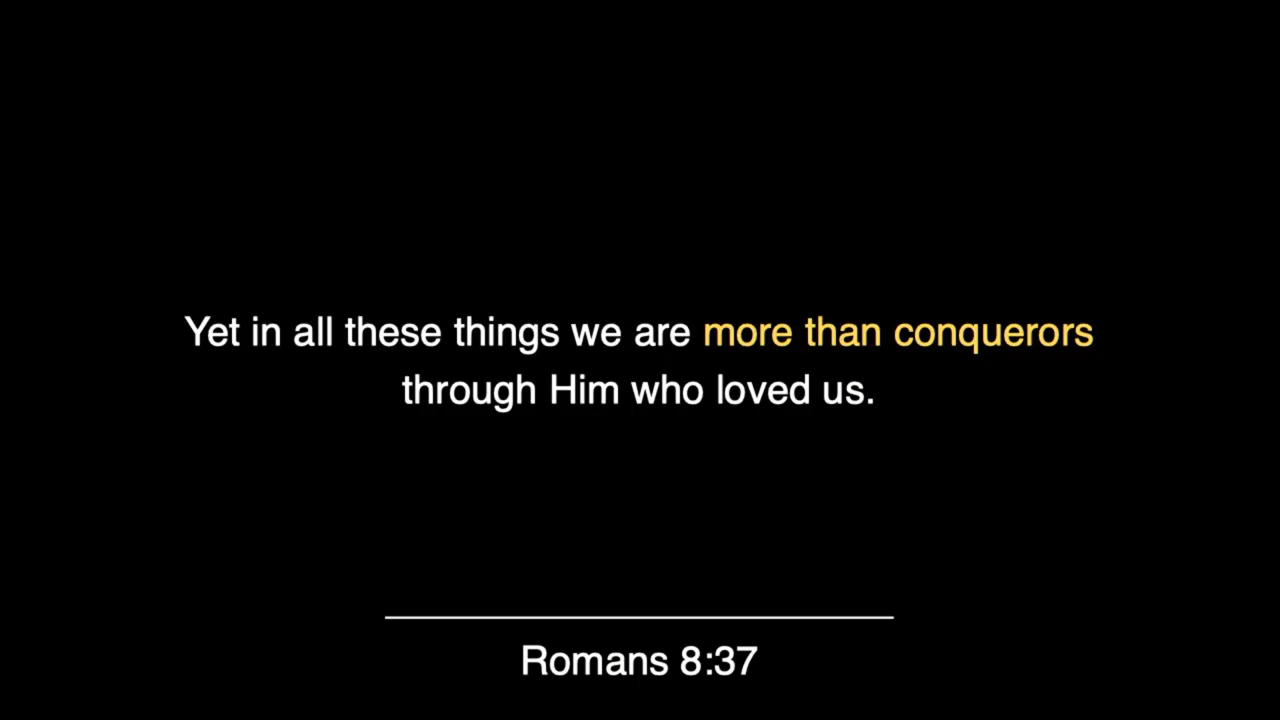 Yet in all these things we are more than conquerors
through Him who loved us.
Romans 8:37